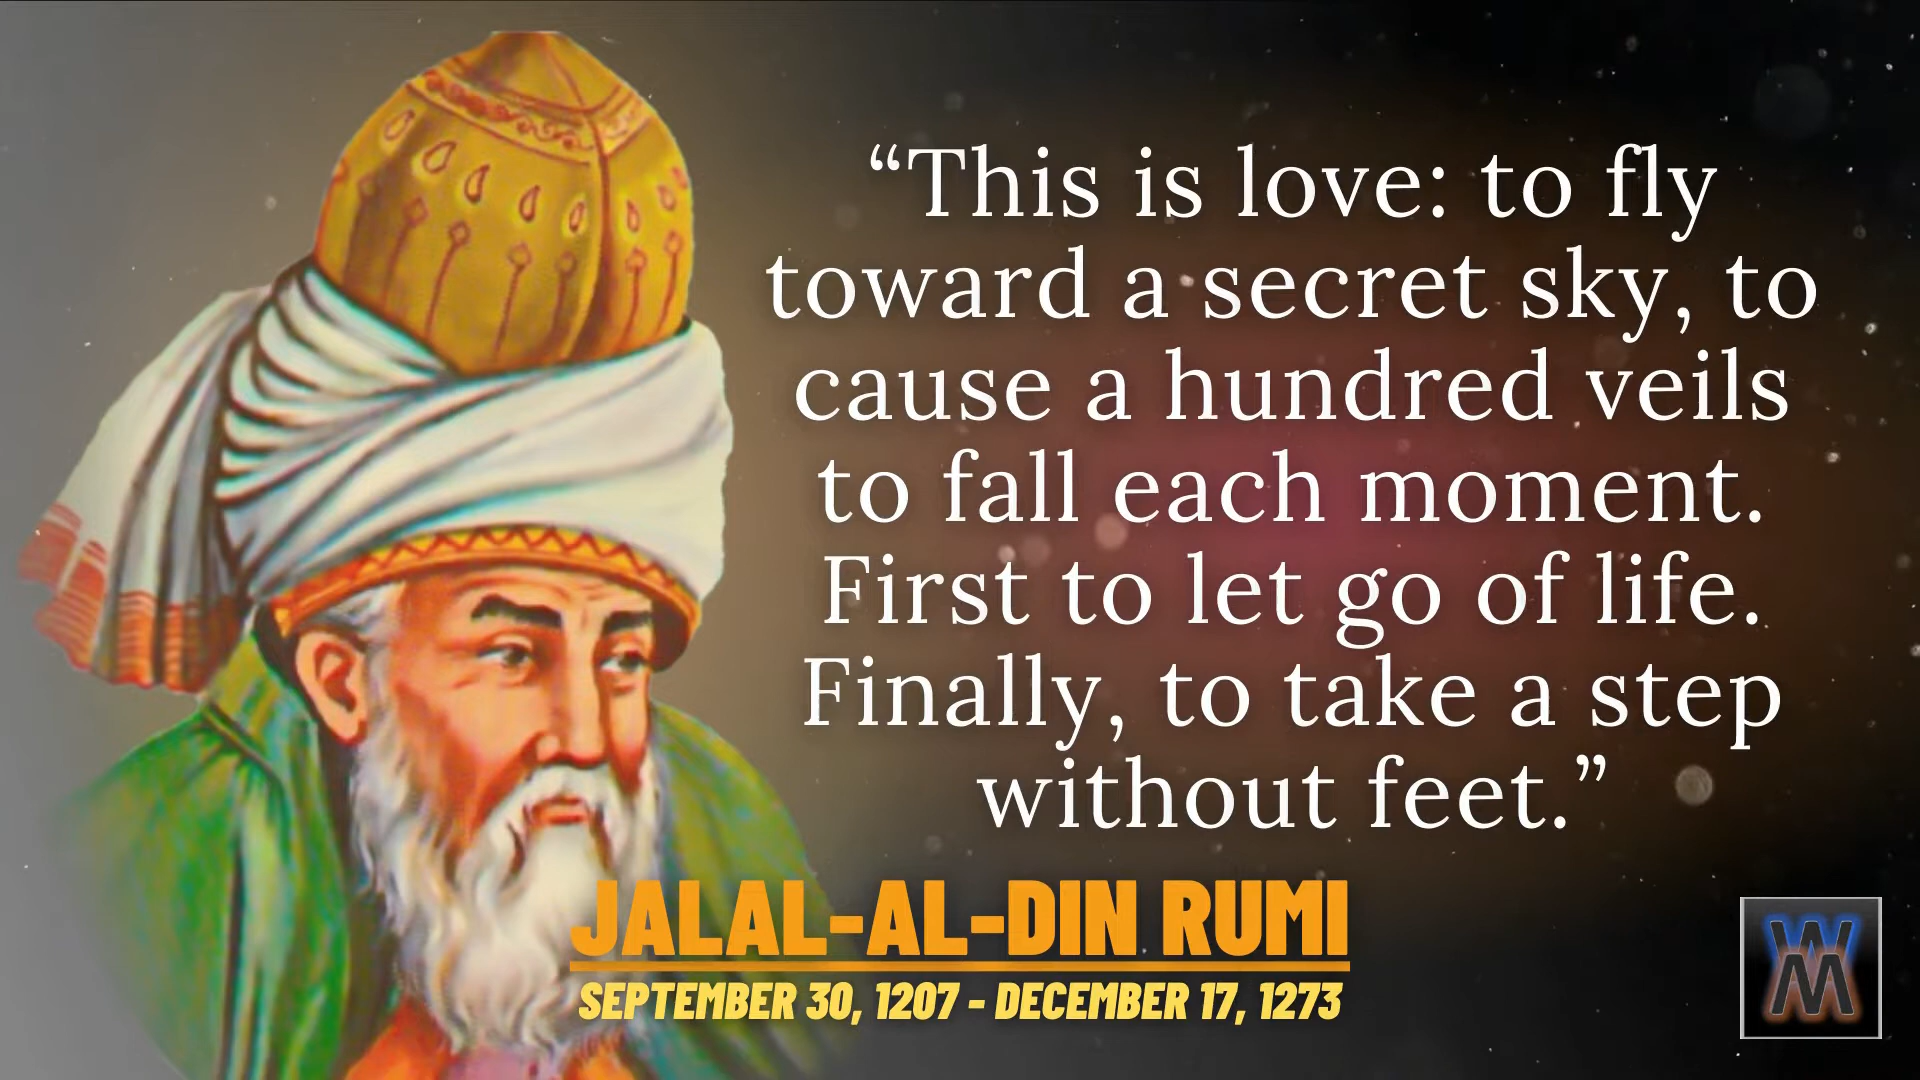 “This is love: to fly
toward a secret sky, to
cause a hundred veils
to fall each moment.
First to let go of life.
Finally, to take a step
without feet.”
JALAL-AL-DIN RUMI
SEPTEMBER 30, 1207 - DECEMBER 17, 1273
WM